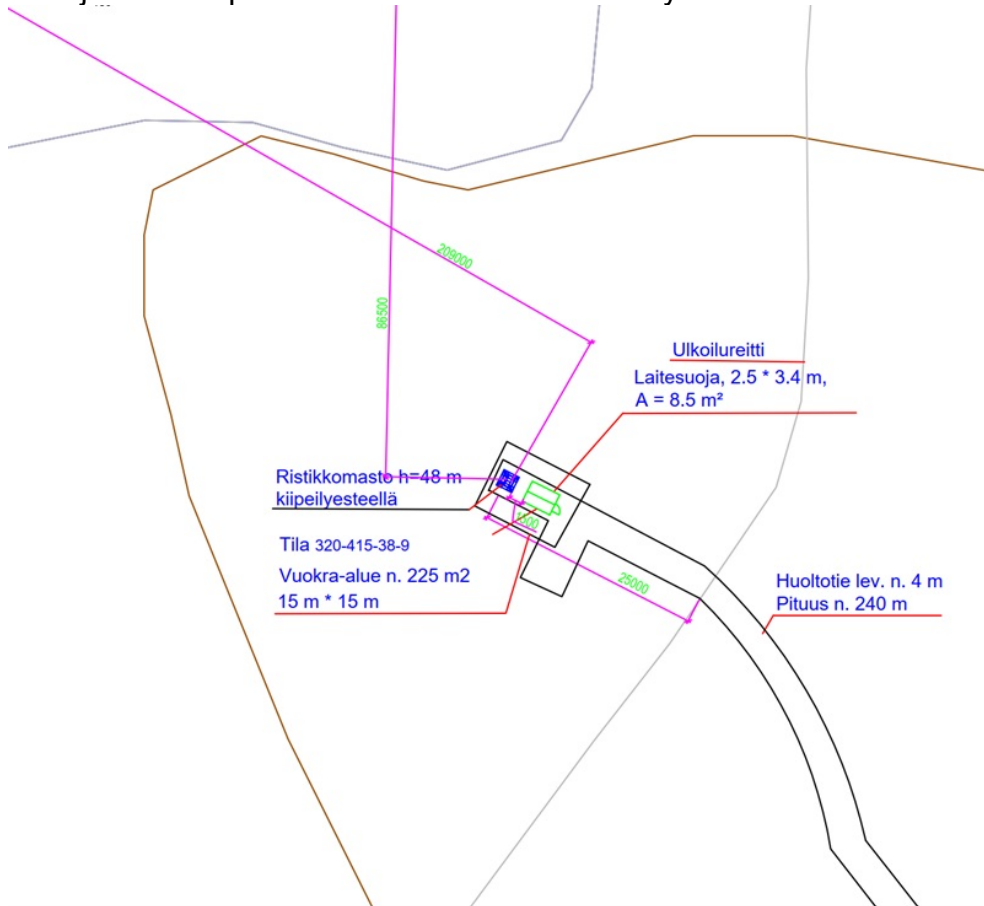 209000
86500
Ulkoilureitti
Laitesuoja, 2.5 * 3.4 m,
A = 8.5 m²
Ristikkomasto h=48 m
kiipeilyesteellä
1500
Tila 320-415-38-9
Vuokra-alue n. 225 m2
15 m * 15 m
25000
Huoltotie lev. n. 4 m
Pituus n. 240 m